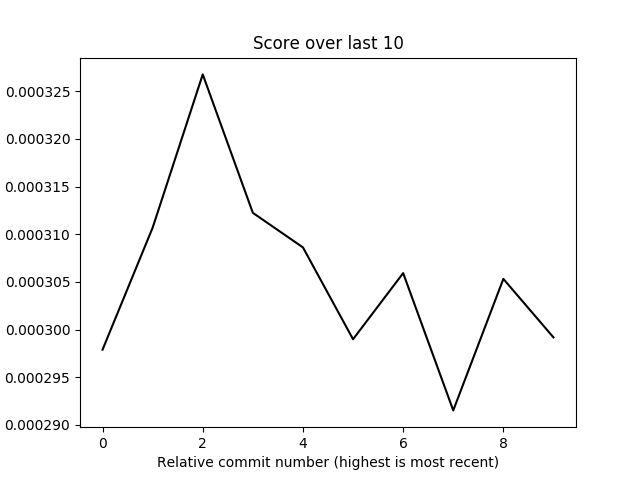 Score over last 10
0.000325
0.000320
0.000315
0.000310
0.000305
0.000300
0.000295
0.000290
0 2 4 6 8
Relative commit number (highest is most recent)